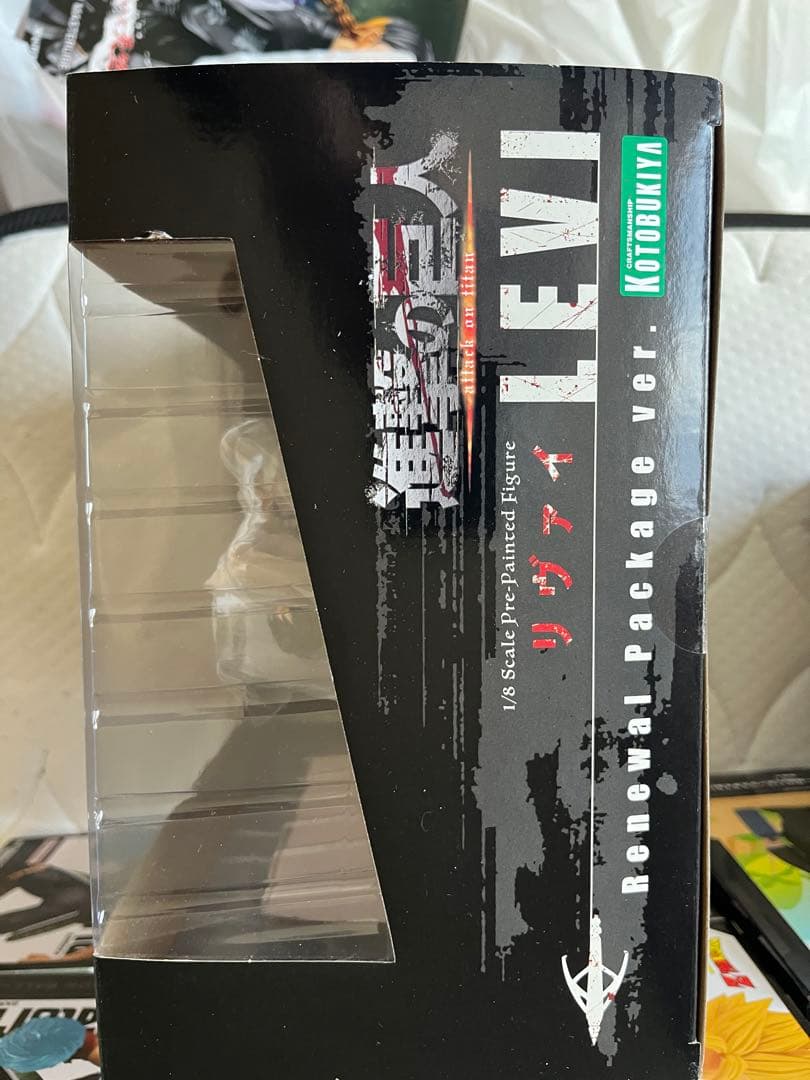 進撃の巨人
attack on titan
1/8 Scale Pre-Painted Figure
リヴァイ
LEVI
Renewal Package ver.
CRAFTSMANSHIP
KOTOBUKIYA